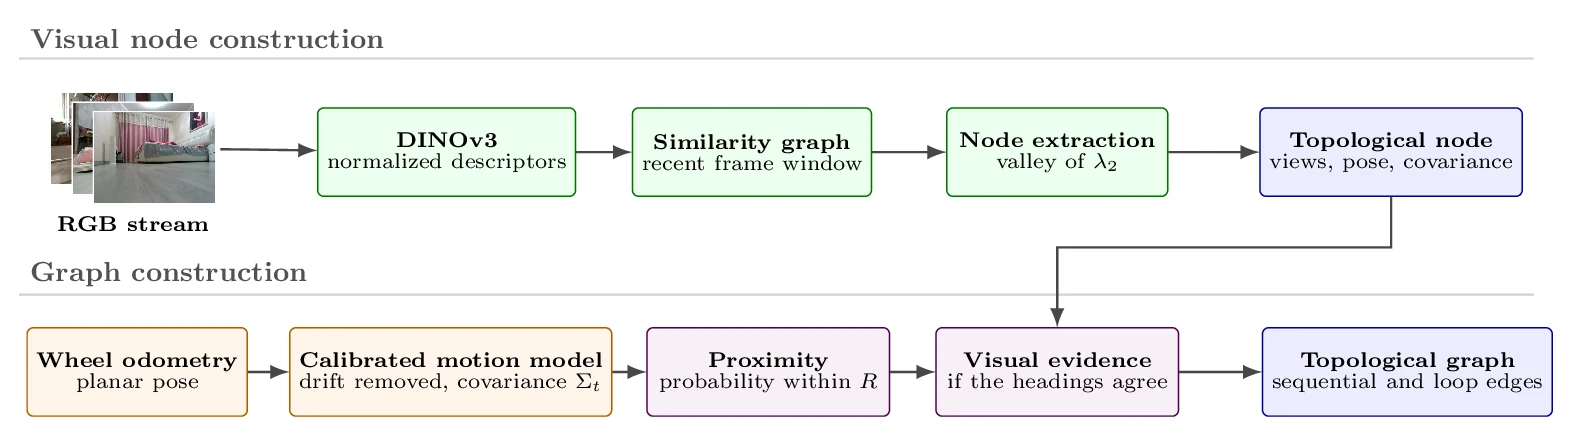 Visual node construction
DINOv3
normalized descriptors
Similarity graph
recent frame window
Node extraction
valley of λ₂
Topological node
views, pose, covariance
RGB stream
Graph construction
Wheel odometry
planar pose
Calibrated motion model
drift removed, covariance Σₜ
Proximity
probability within R
Visual evidence
if the headings agree
Topological graph
sequential and loop edges